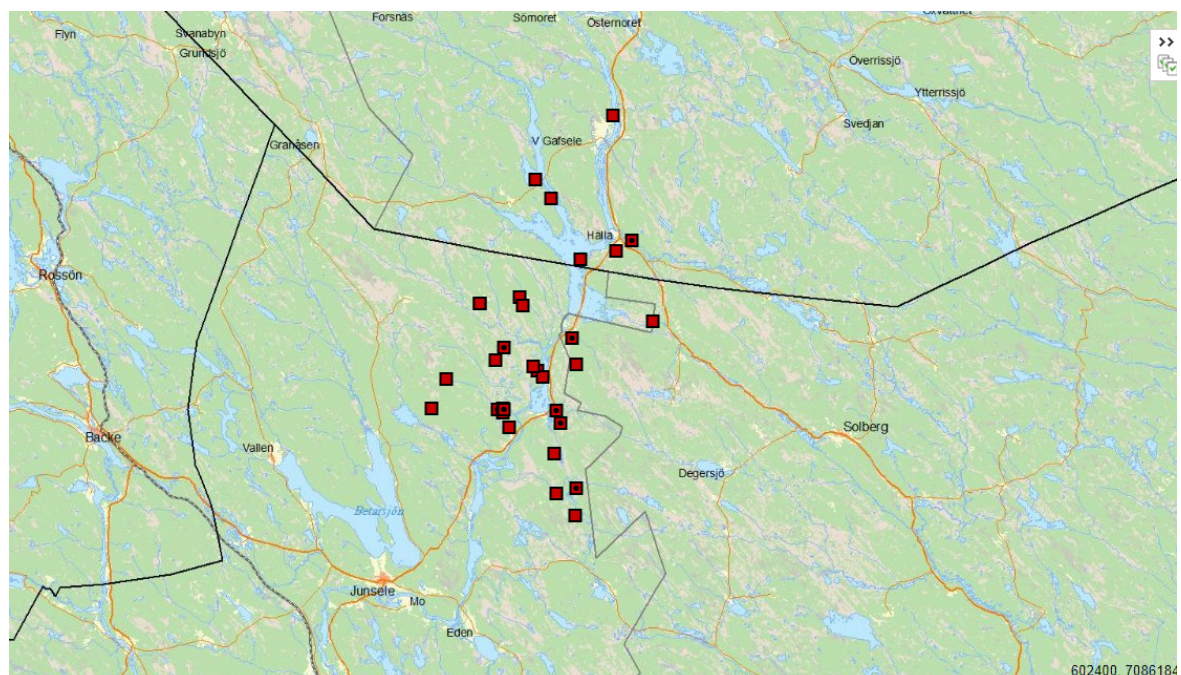 Forsnäs
Sömoret
Östernoret
Flyn
Svanabyn
Grundsjö
>>
Överrissjö
Ytterrissjö
V Gafsele
Svedjan
Granåsen
Hälla
Rossön
Backe
Vallen
Solberg
Degersjö
Betarsjön
Junsele
Mo
Eden
602400, 7086184